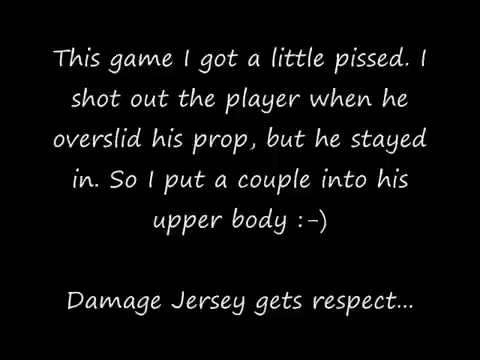 This game I got a little pissed. I
shot out the player when he
overslid his prop, but he stayed
in. So I put a couple into his
upper body :-)
Damage Jersey gets respect...